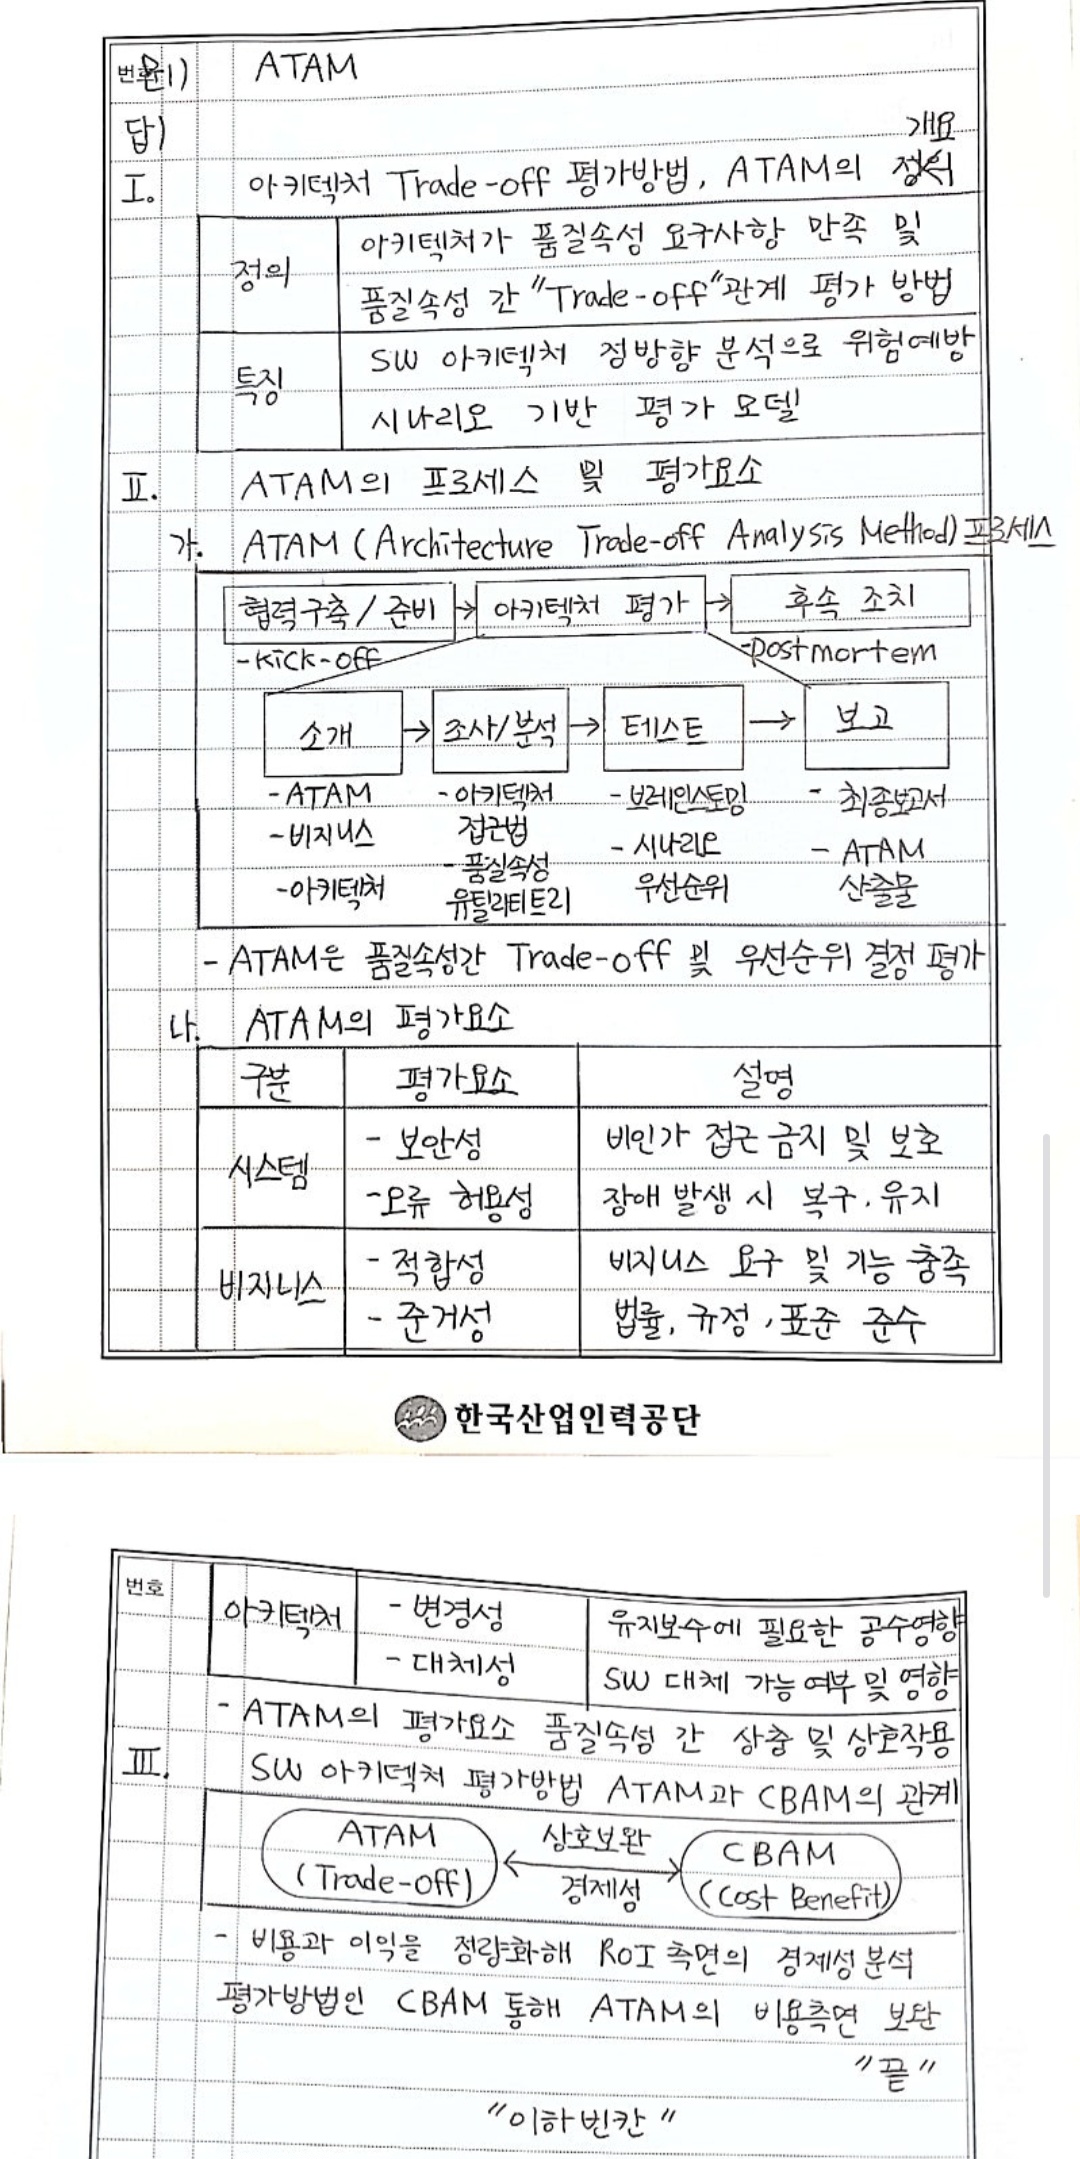 번호 문1) ATAM
답)
개요
I. 아키텍처 Trade-off 평가방법, ATAM의 정의
정의 아키텍처가 품질속성 요구사항 만족 및
품질속성 간 "Trade-off"관계 평가 방법
특징 SW 아키텍처 정방향 분석으로 위험예방
시나리오 기반 평가 모델
II. ATAM의 프로세스 및 평가요소
가. ATAM (Architecture Trade-off Analysis Method) 프로세스
협력구축/준비 → 아키텍처 평가 → 후속 조치
-kick-off -postmortem
소개 → 조사/분석 → 테스트 → 보고
-ATAM -아키텍처 -브레인스토밍 - 최종보고서
-비지니스 접근법 - 시나리오 - ATAM
-아키텍처 - 품질속성 우선순위 산출물
유틸리티트리
- ATAM은 품질속성간 Trade-off 및 우선순위 결정 평가
나. ATAM의 평가요소
구분 평가요소 설명
시스템 - 보안성 비인가 접근 금지 및 보호
-오류 허용성 장애 발생 시 복구·유지
비지니스 - 적합성 비지니스 요구 및 기능 충족
- 준거성 법률, 규정, 표준 준수
한국산업인력공단
번호
아키텍처 - 변경성 유지보수에 필요한 공수영향
- 대체성 SW 대체 가능여부 및 영향
- ATAM의 평가요소 품질속성 간 상충 및 상호작용
III. SW 아키텍처 평가방법 ATAM과 CBAM의 관계
ATAM 상호보완 CBAM
(Trade-off) 경제성 (Cost Benefit)
- 비용과 이익을 정량화해 ROI 측면의 경제성분석
평가방법인 CBAM 통해 ATAM의 비용측면 보완
"끝"
"이하빈칸"